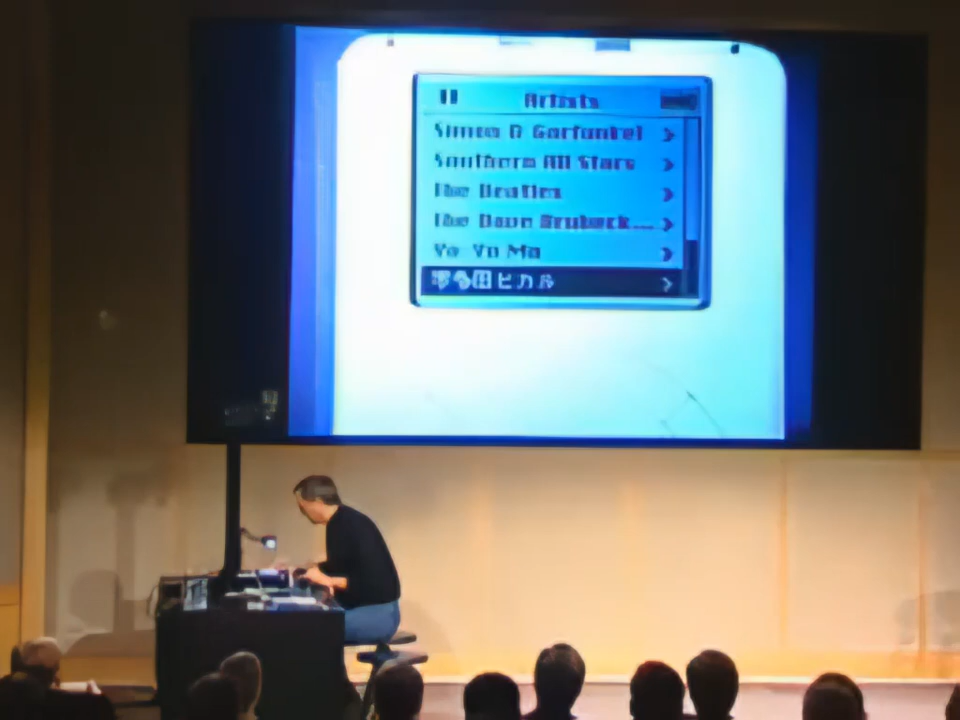 Artists
Simon & Garfunkel
Southern All Stars
The Beatles
The Dave Brubeck...
Yo-Yo Ma
宇多田ヒカル